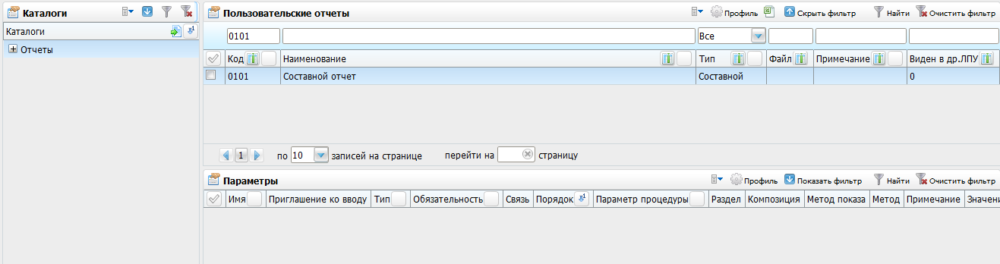 Каталоги
Каталоги
Отчеты
Пользовательские отчеты Профиль Скрыть фильтр Найти Очистить фильтр
0101 Все
Код Наименование Тип Файл Примечание Виден в др.ЛПУ
0101 Составной отчет Составной 0
1 по 10 записей на странице перейти на страницу
Параметры Профиль Показать фильтр Найти Очистить фильтр
Имя Приглашение ко вводу Тип Обязательность Связь Порядок Параметр процедуры Раздел Композиция Метод показа Метод Примечание Значени